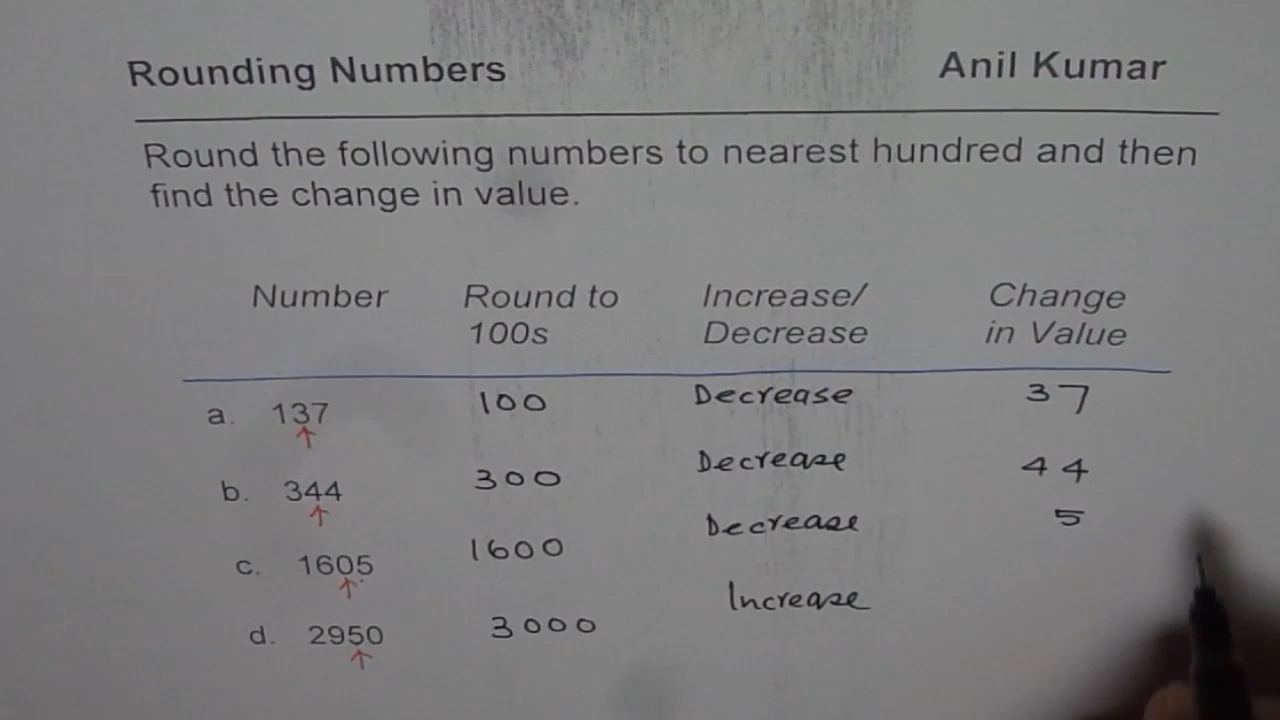 Rounding Numbers Anil Kumar
Round the following numbers to nearest hundred and then
find the change in value.
Number Round to 100s Increase/ Decrease Change in Value
a. 137 100 Decrease 37
b. 344 300 Decrease 44
c. 1605 1600 Decrease 5
d. 2950 3000 Increase